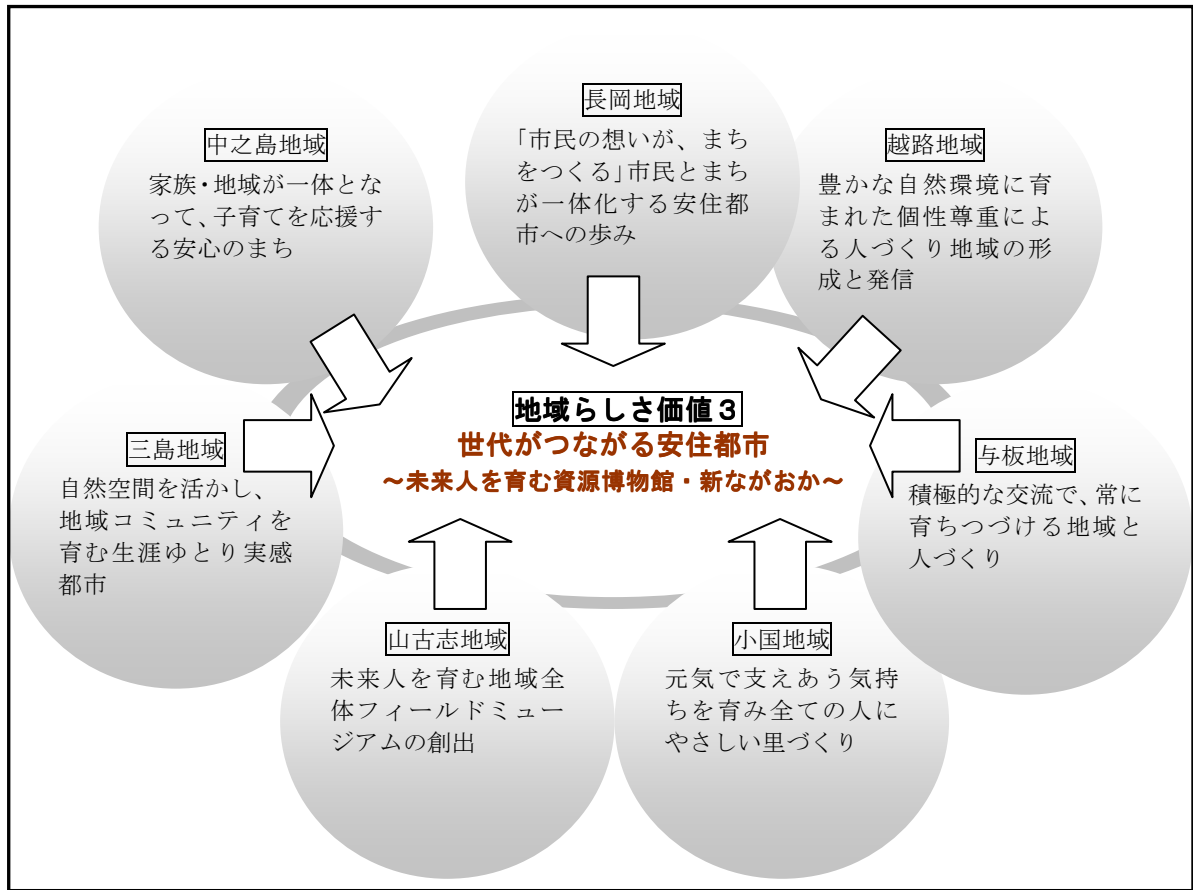 長岡地域
「市民の想いが、まち
をつくる」市民とまち
が一体化する安住都
市への歩み
中之島地域
家族・地域が一体とな
って、子育てを応援す
る安心のまち
越路地域
豊かな自然環境に育
まれた個性尊重によ
る人づくり地域の形
成と発信
地域らしさ価値３
世代がつながる安住都市
～未来人を育む資源博物館・新ながおか～
三島地域
自然空間を活かし、
地域コミュニティを
育む生涯ゆとり実感
都市
与板地域
積極的な交流で、常に
育ちつづける地域と
人づくり
山古志地域
未来人を育む地域全
体フィールドミュー
ジアムの創出
小国地域
元気で支えあう気持
ちを育み全ての人に
やさしい里づくり